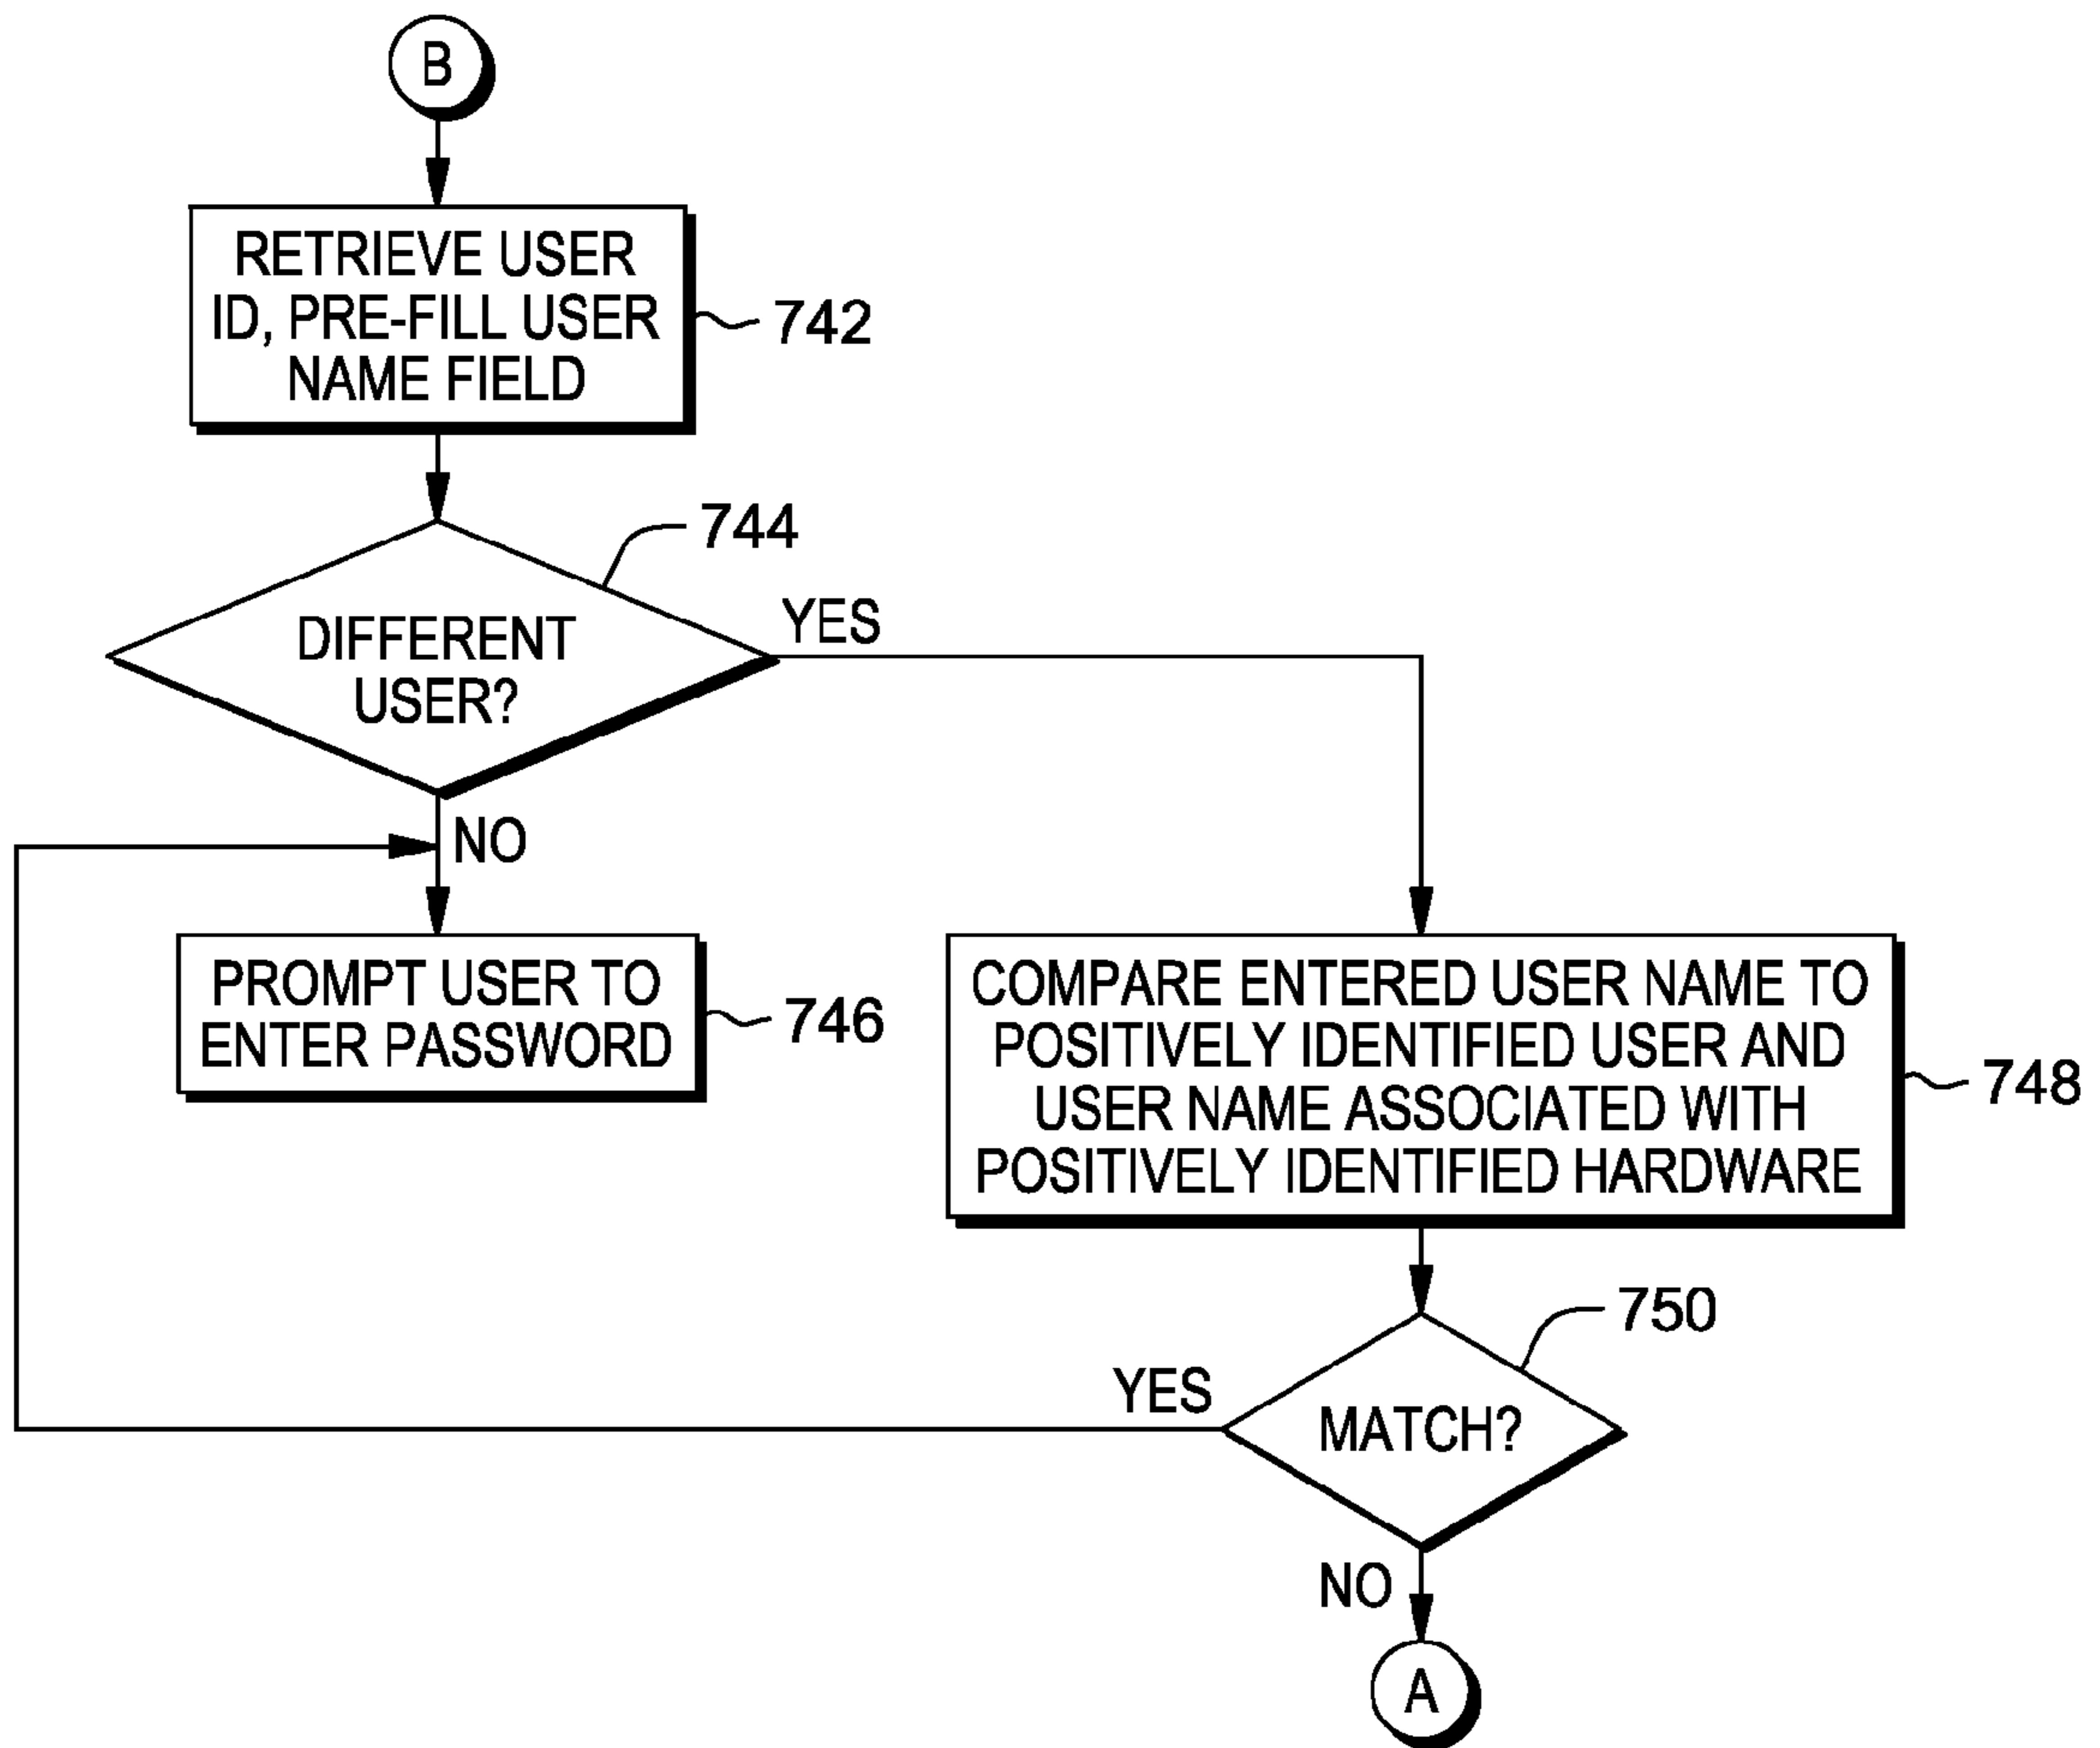 B
RETRIEVE USER
ID, PRE-FILL USER
NAME FIELD
742
744
DIFFERENT
USER?
YES
NO
PROMPT USER TO
ENTER PASSWORD
746
COMPARE ENTERED USER NAME TO
POSITIVELY IDENTIFIED USER AND
USER NAME ASSOCIATED WITH
POSITIVELY IDENTIFIED HARDWARE
748
750
YES
MATCH?
NO
A